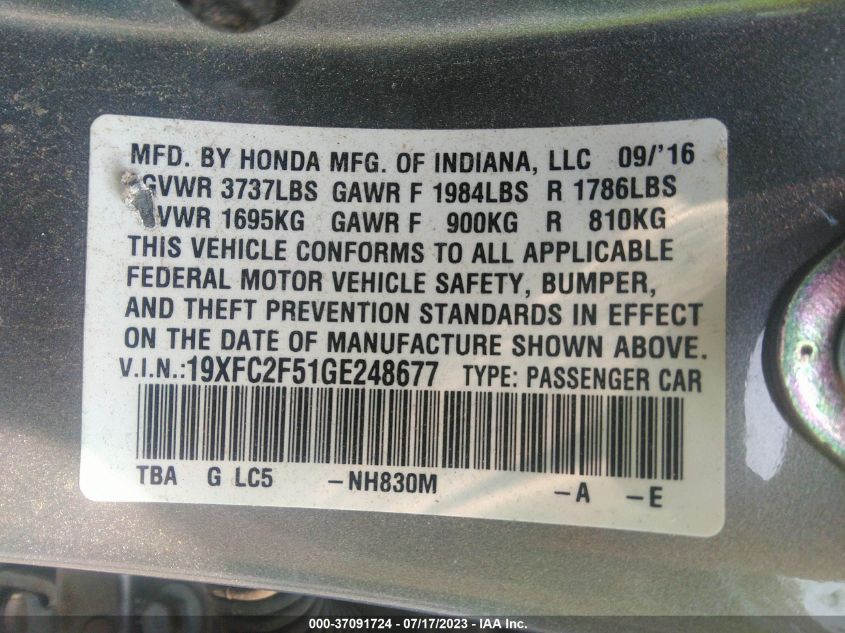 MFD. BY HONDA MFG. OF INDIANA, LLC 09/'16
GVWR 3737LBS GAWR F 1984LBS R 1786LBS
VWR 1695KG GAWR F 900KG R 810KG
THIS VEHICLE CONFORMS TO ALL APPLICABLE
FEDERAL MOTOR VEHICLE SAFETY, BUMPER,
AND THEFT PREVENTION STANDARDS IN EFFECT
ON THE DATE OF MANUFACTURE SHOWN ABOVE.
V.I.N.:19XFC2F51GE248677 TYPE: PASSENGER CAR
TBA G LC5 –NH830M –A –E
000-37091724 - 07/17/2023 - IAA Inc.